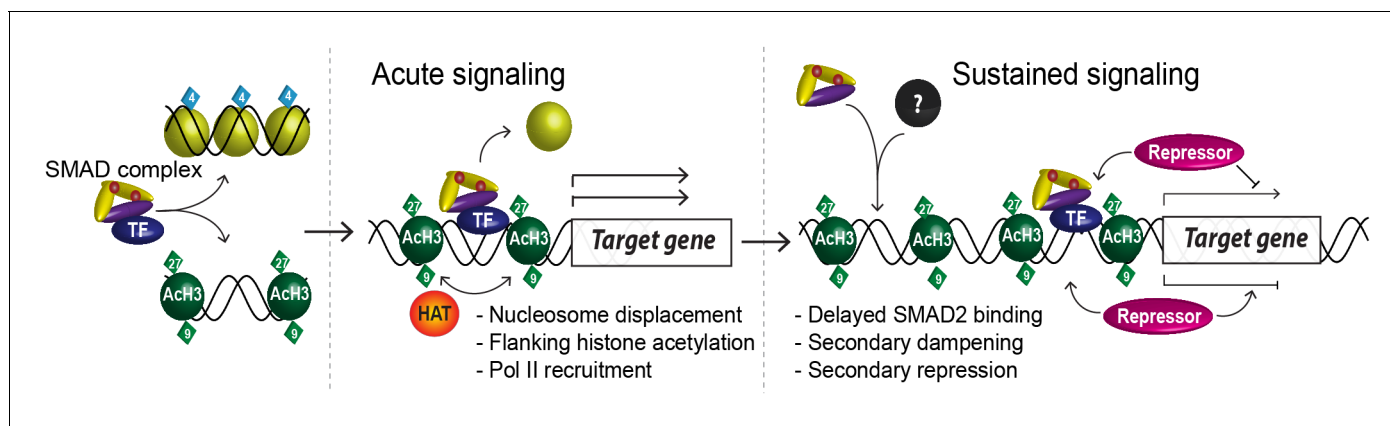 4 4 4
SMAD complex
TF
27 27
AcH3 AcH3
9 9
Acute signaling
27 27
TF
AcH3 AcH3
Target gene
9 9
HAT
- Nucleosome displacement
- Flanking histone acetylation
- Pol II recruitment
Sustained signaling
?
Repressor
27 27 27 27
TF
AcH3 AcH3 AcH3 AcH3
Target gene
9 9 9 9
Repressor
- Delayed SMAD2 binding
- Secondary dampening
- Secondary repression